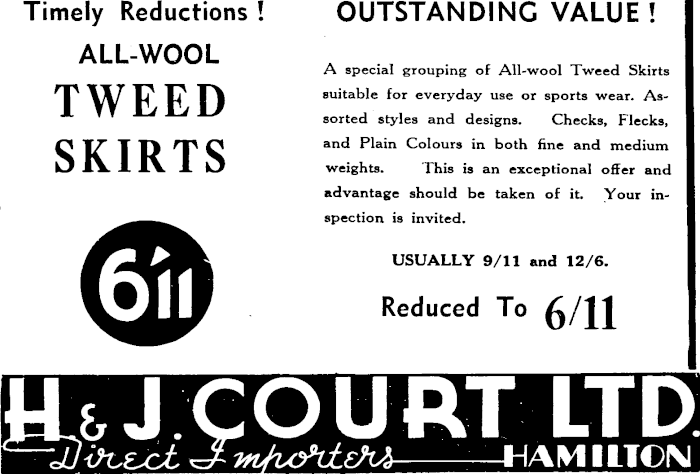 Timely Reductions !
ALL-WOOL
TWEED
SKIRTS
6'11
OUTSTANDING VALUE !
A special grouping of All-wool Tweed Skirts
suitable for everyday use or sports wear. As-
sorted styles and designs. Checks, Flecks,
and Plain Colours in both fine and medium
weights. This is an exceptional offer and
advantage should be taken of it. Your in-
spection is invited.
USUALLY 9/11 and 12/6.
Reduced To 6/11
H & J. COURT LTD.
Direct Importers HAMILTON